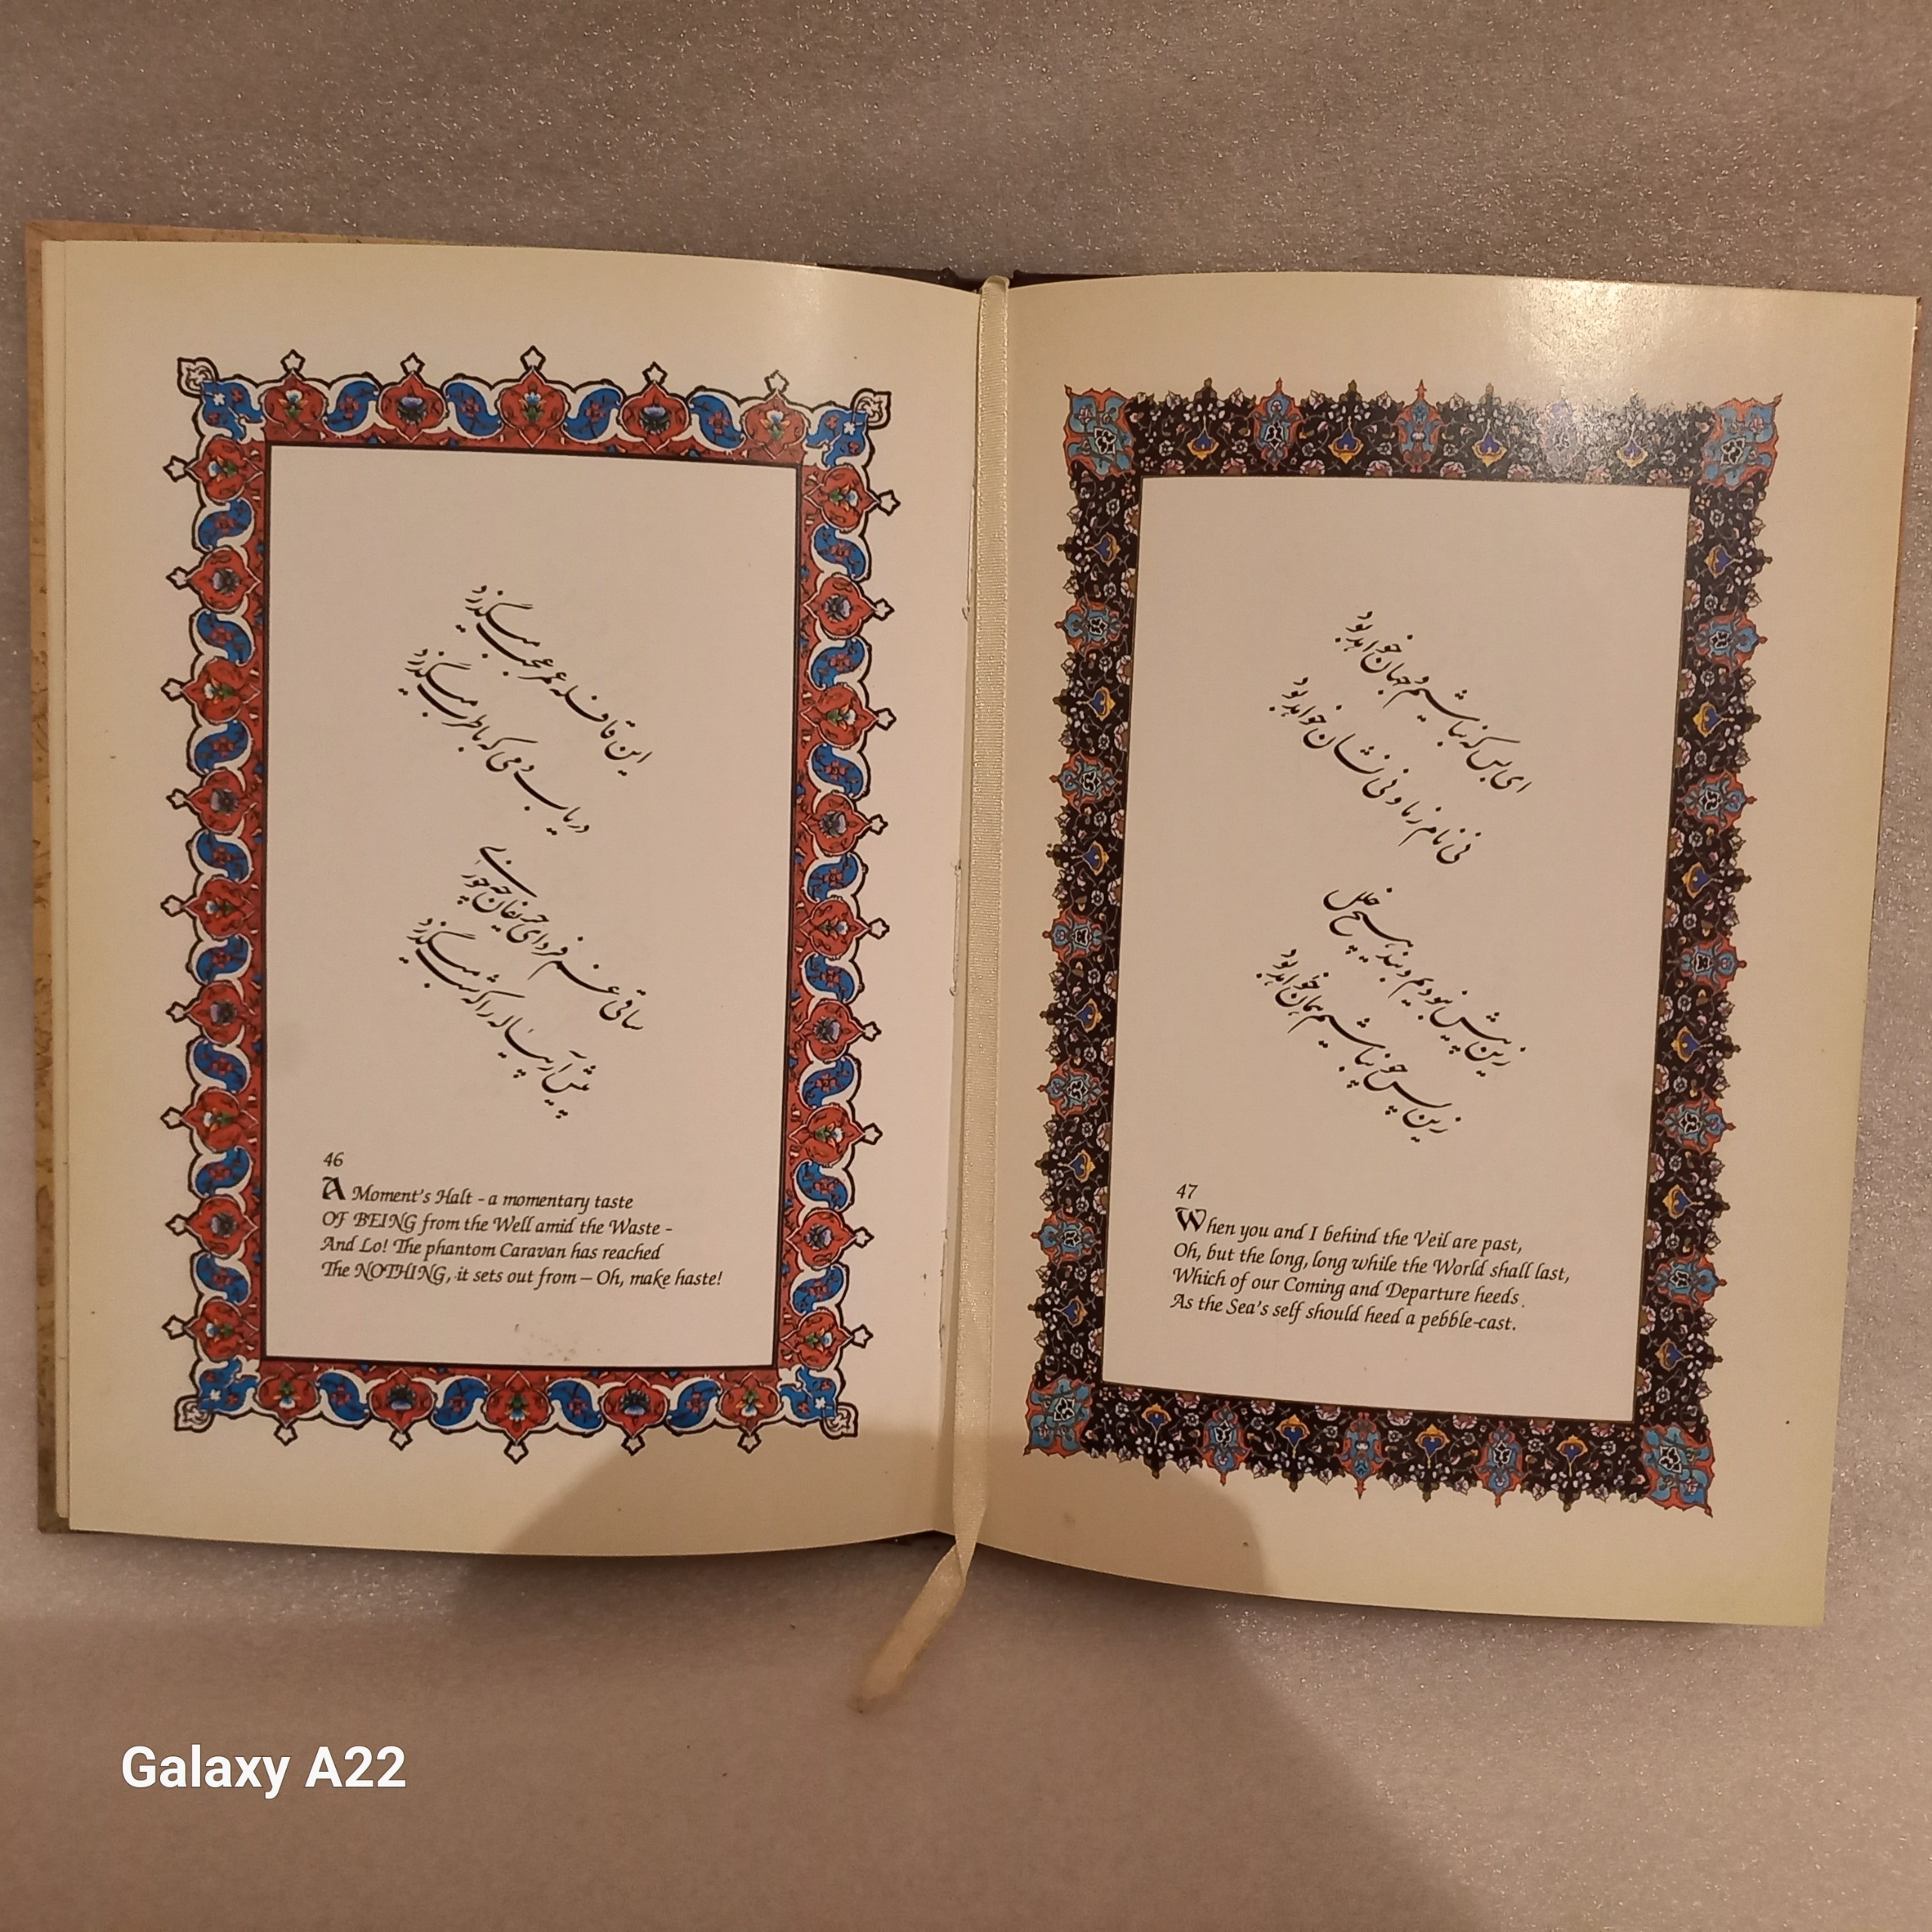 این قافله عمر عجب میگذرد
دریاب دمی که با طرب میگذرد
ساقی غم فردای حریفان چه خوری
پیش آر پیاله را که شب میگذرد
46
A Moment's Halt - a momentary taste
OF BEING from the Well amid the Waste -
And Lo! The phantom Caravan has reached
The NOTHING, it sets out from – Oh, make haste!
ای بس که نباشیم و جهان خواهد بود
نی نام ز ما و نی نشان خواهد بود
زین پیش نبودیم و نبد هیچ خلل
زین پس چو نباشیم همان خواهد بود
47
When you and I behind the Veil are past,
Oh, but the long, long while the World shall last,
Which of our Coming and Departure heeds.
As the Sea's self should heed a pebble-cast.
Galaxy A22